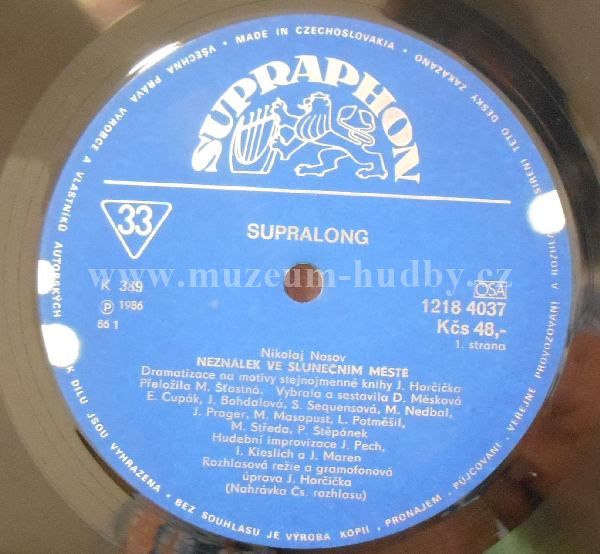 • MADE IN CZECHOSLOVAKIA • ŠÍŘENÍ TÉTO DESKY ZAKÁZÁNO
VŠECHNA PRÁVA VÝROBCE A VLASTNÍKŮ AUTORSKÝCH
K DÍLU JSOU VYHRAZENA • BEZ SOUHLASU JE VÝROBA KOPIÍ • PRONÁJEM • PŮJČOVÁNÍ • VEŘEJNÉ PROVOZOVÁNÍ A
SUPRAPHON
33
SUPRALONG
www.muzeum-hudby.cz
K 389
Ⓟ 1986
86 1
OSA
1218 4037
Kčs 48,-
1. strana
Nikolaj Nosov
NEZNÁLEK VE SLUNEČNÍM MĚSTĚ
Dramatizace na motivy stejnojmenné knihy J. Horčička
Přeložila M. Šťastná. Vybrala a sestavila D. Měsková
E. Cupák, J. Bohdalová, S. Sequensová, M. Nedbal,
J. Prager, M. Masopust, L. Potměšil,
M. Středa, P. Štěpánek
Hudební improvizace J. Pech,
I. Kieslich a J. Maren
Rozhlasová režie a gramofonová
úprava J. Horčička
(Nahrávka Čs. rozhlasu)